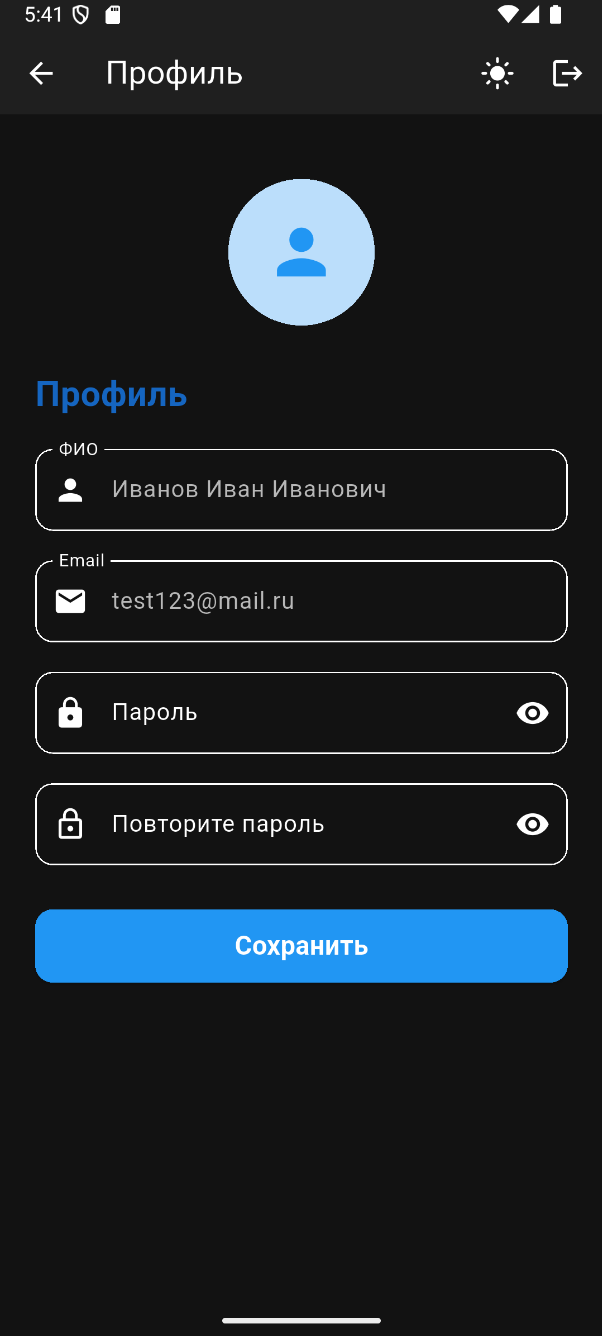 5:41
Профиль
Профиль
ФИО
Иванов Иван Иванович
Email
test123@mail.ru
Пароль
Повторите пароль
Сохранить